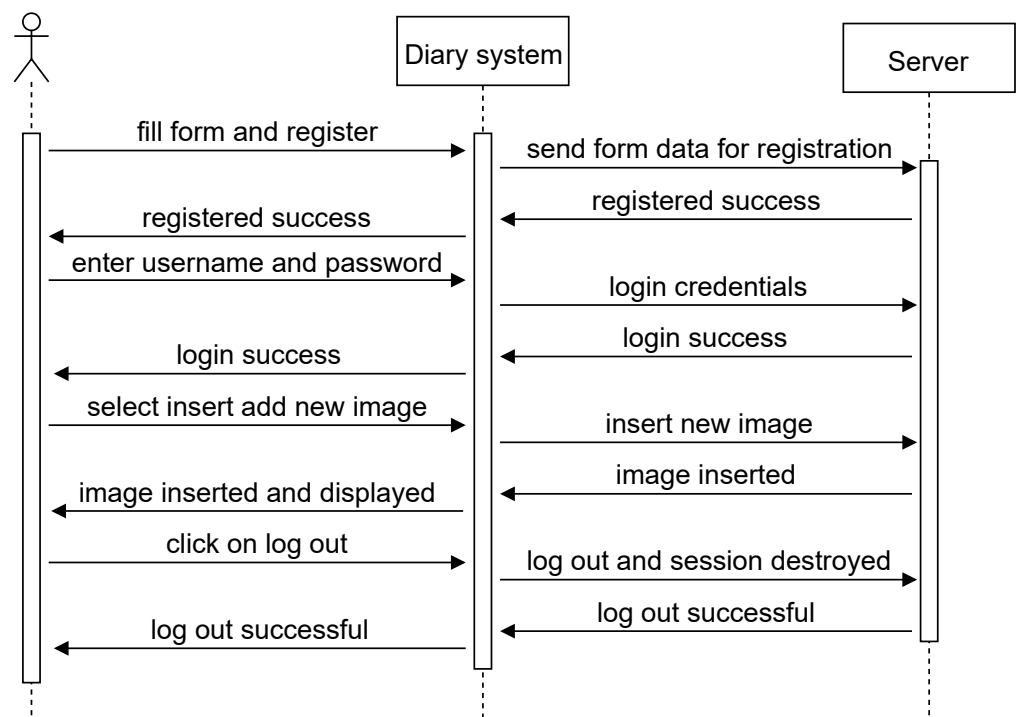 Diary system
Server
fill form and register
send form data for registration
registered success
registered success
enter username and password
login credentials
login success
login success
select insert add new image
insert new image
image inserted
image inserted and displayed
click on log out
log out and session destroyed
log out successful
log out successful